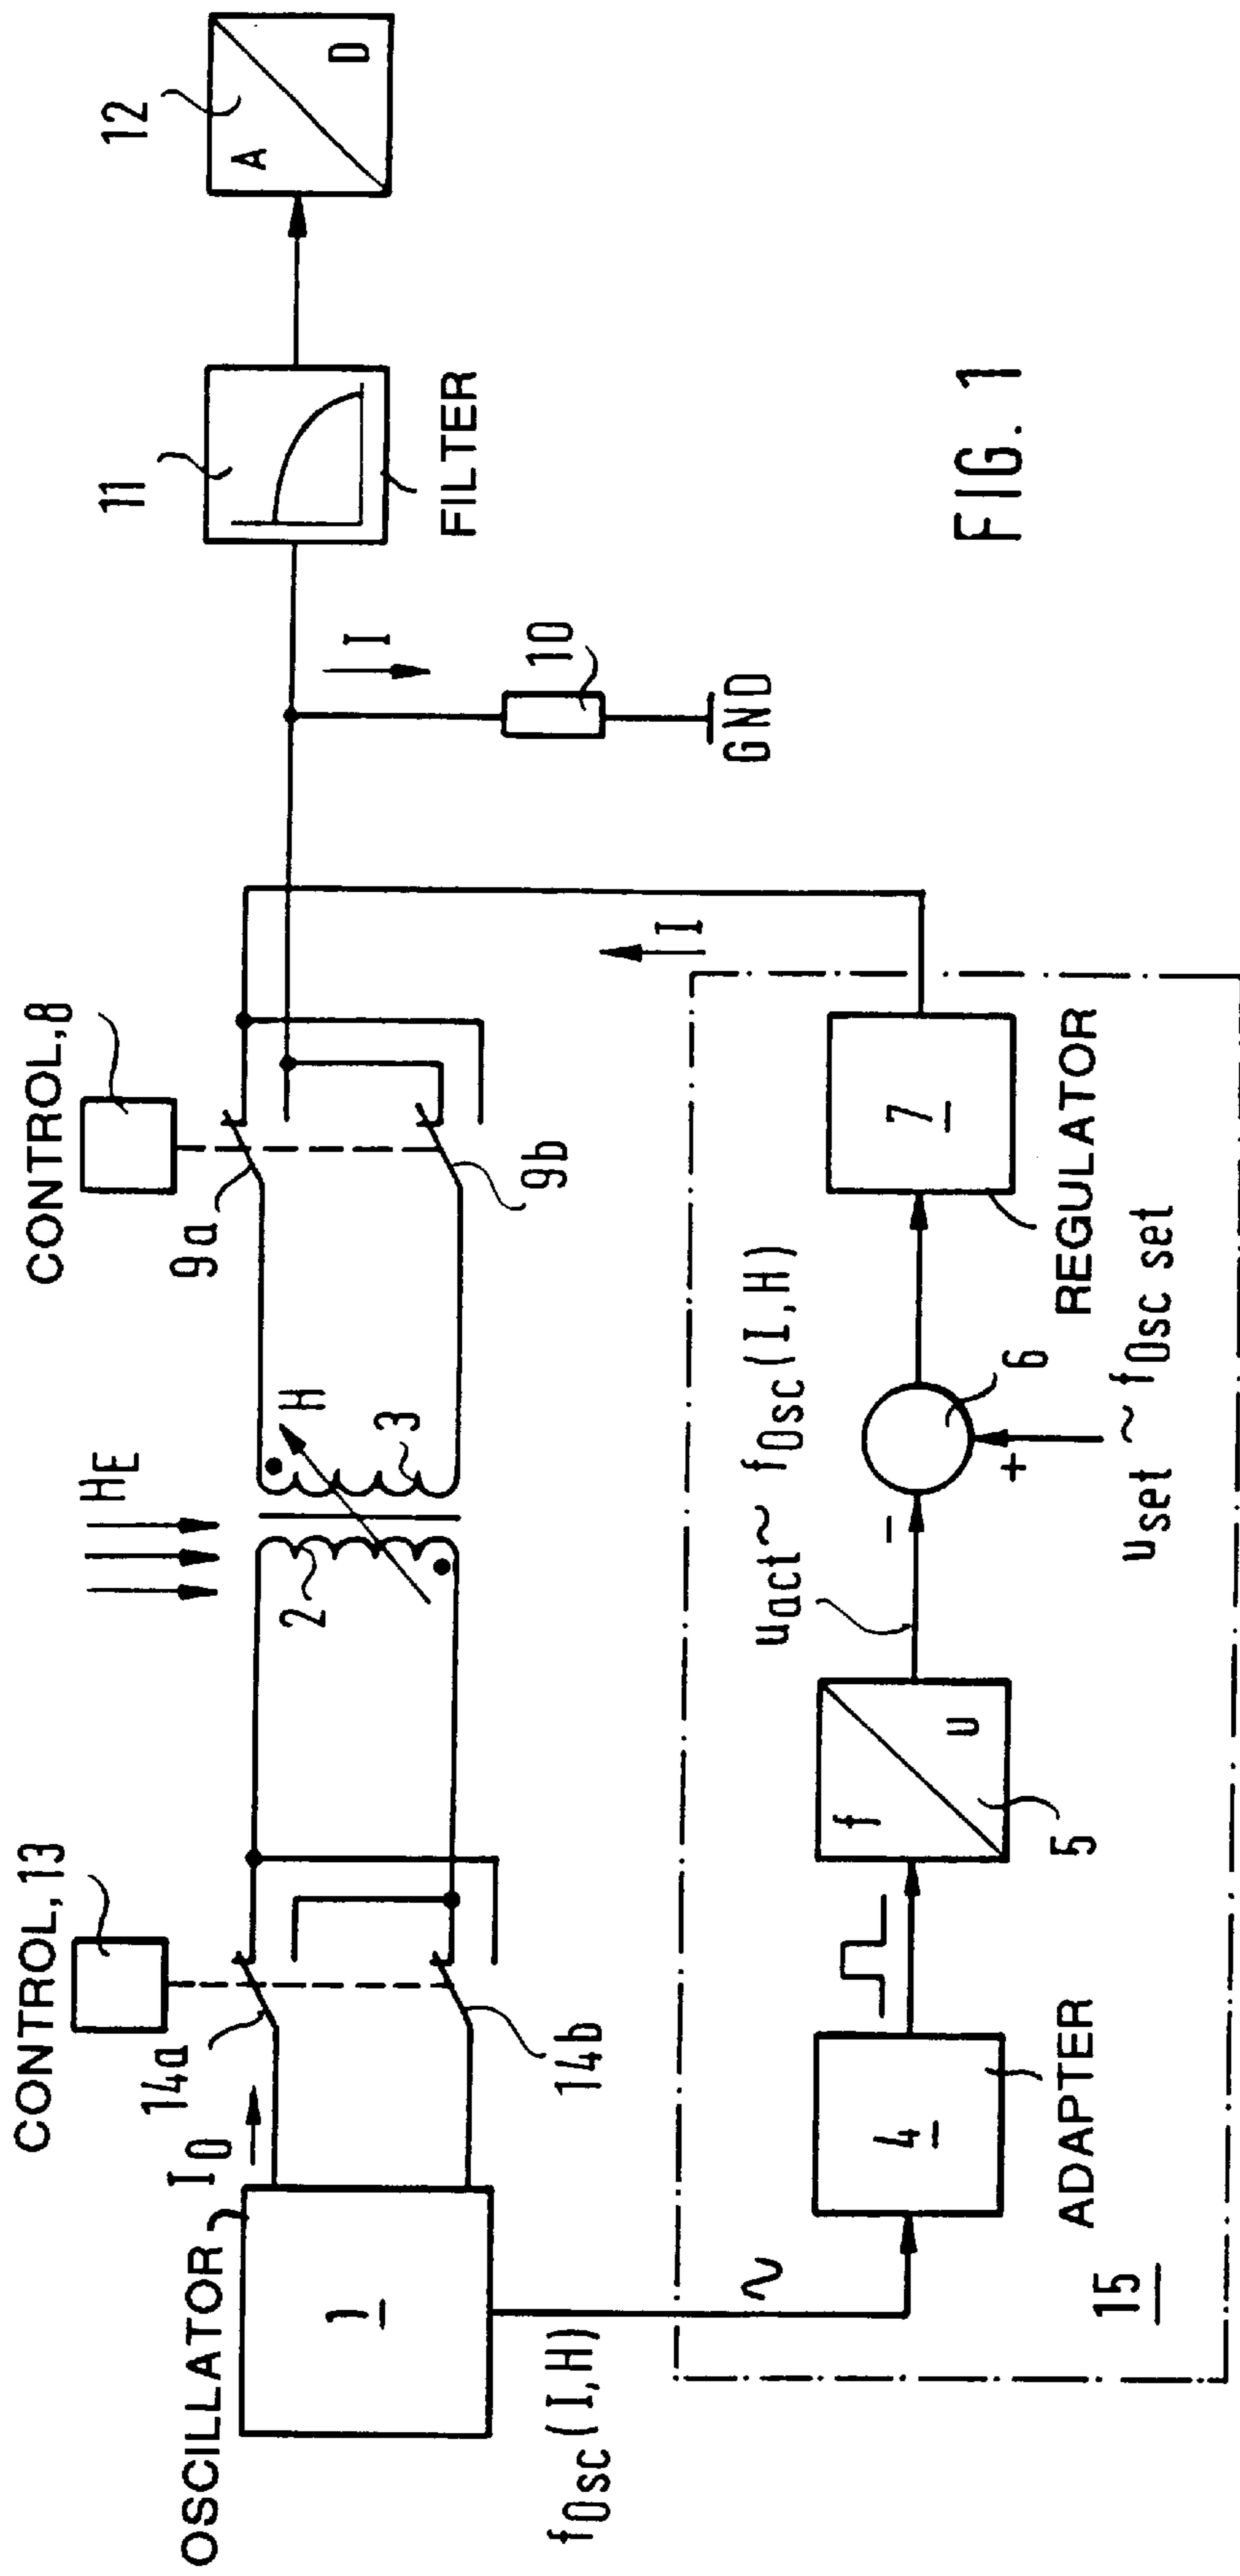 CONTROL,13
CONTROL,8
12
A
D
11
FILTER
HE
14a
I0
OSCILLATOR
1
14b
2
3
H
9a
9b
I
10
GND
I
fOsc (I,H)
uact ~ fOsc (I,H)
15
4
ADAPTER
f
u
5
-
+
6
uset ~ fOsc set
7
REGULATOR
FIG. 1